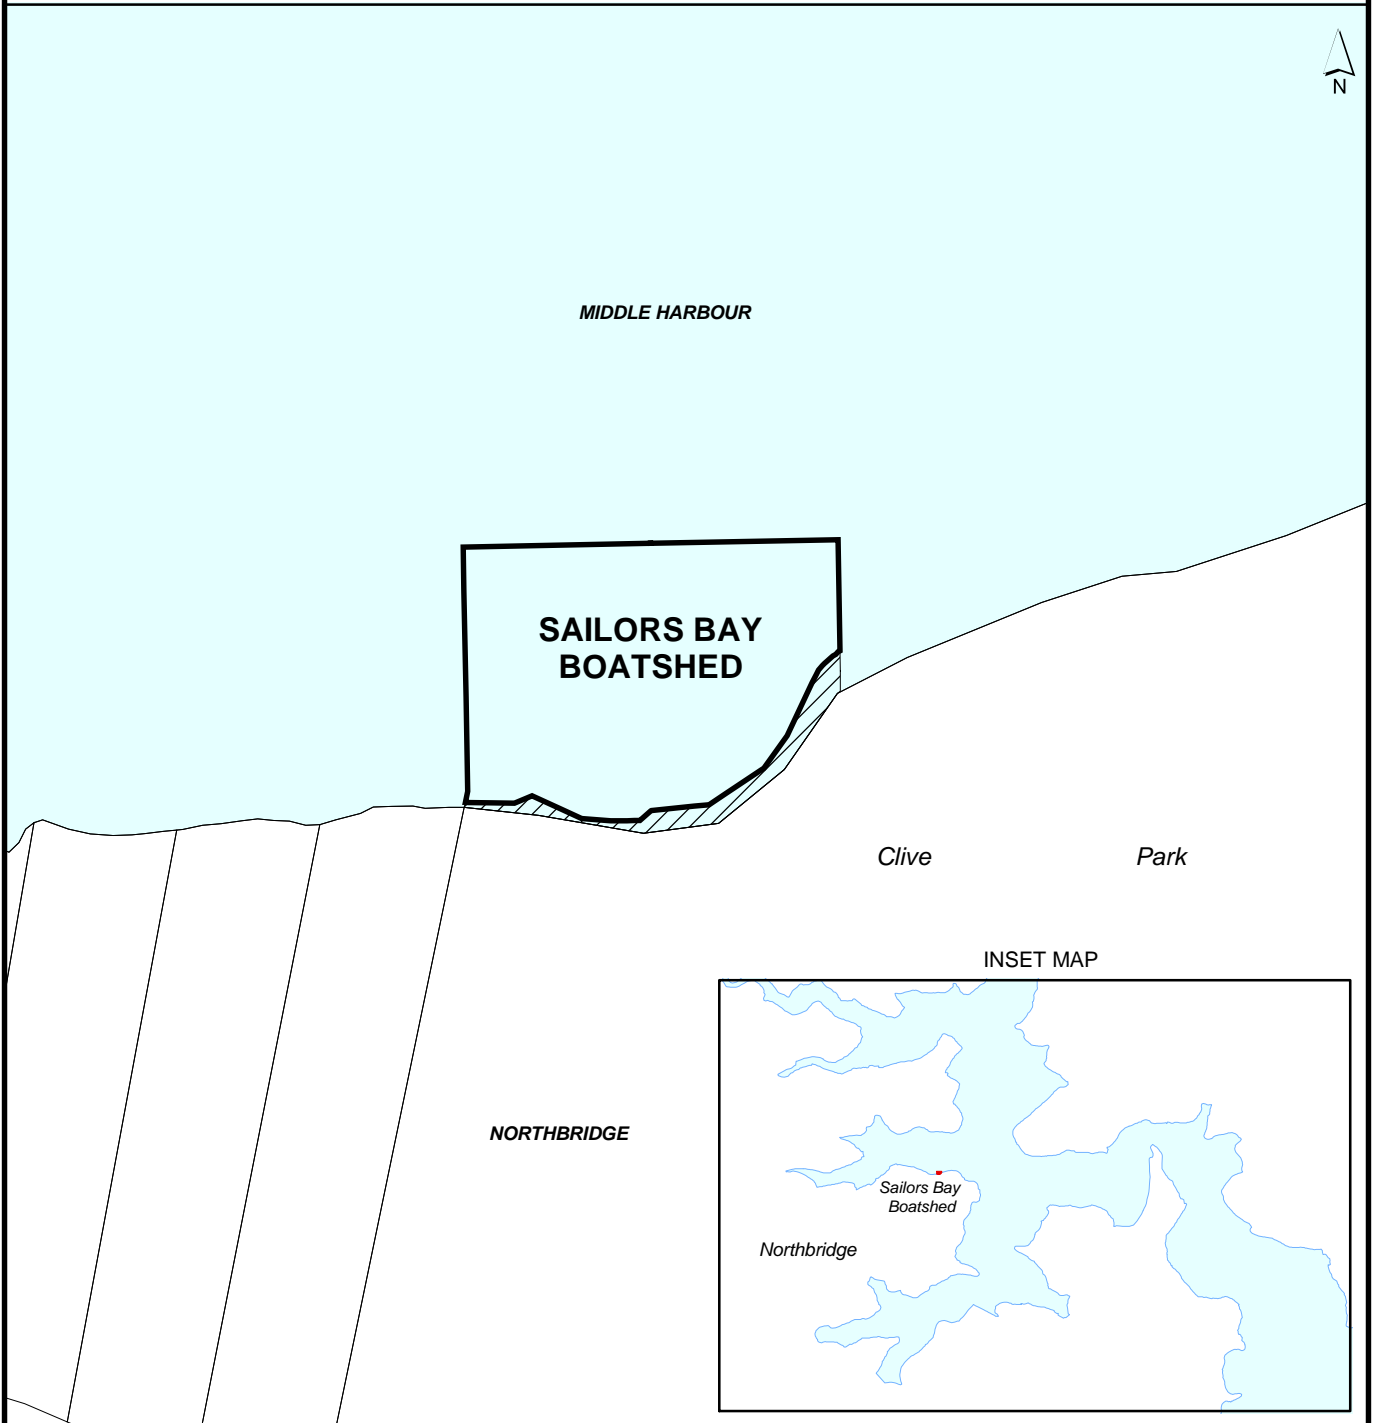 N
MIDDLE HARBOUR
SAILORS BAY
BOATSHED
Clive Park
INSET MAP
NORTHBRIDGE
Sailors Bay
Boatshed
Northbridge